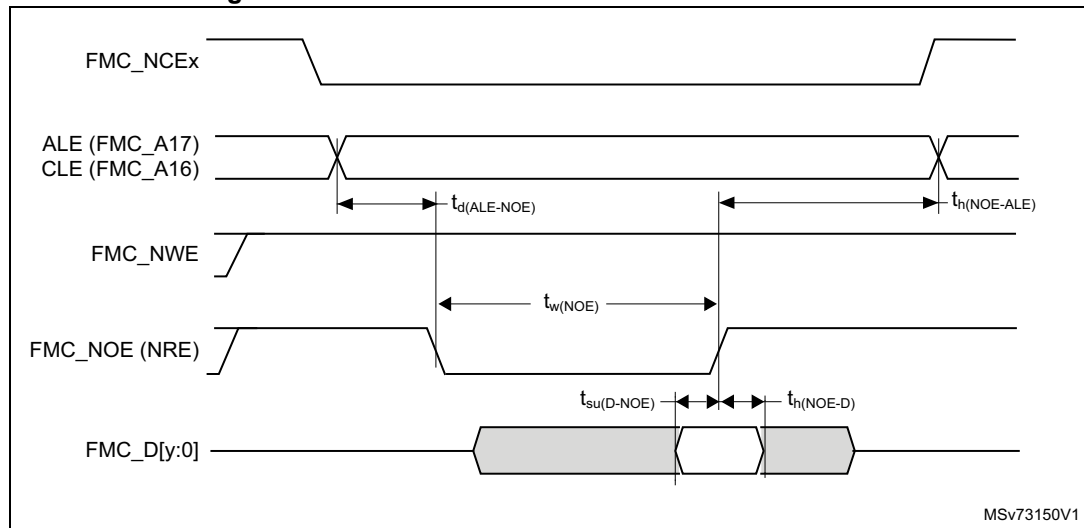 FMC_NCEx
ALE (FMC_A17)
CLE (FMC_A16)
td(ALE-NOE)
th(NOE-ALE)
FMC_NWE
tw(NOE)
FMC_NOE (NRE)
tsu(D-NOE)
th(NOE-D)
FMC_D[y:0]
MSv73150V1